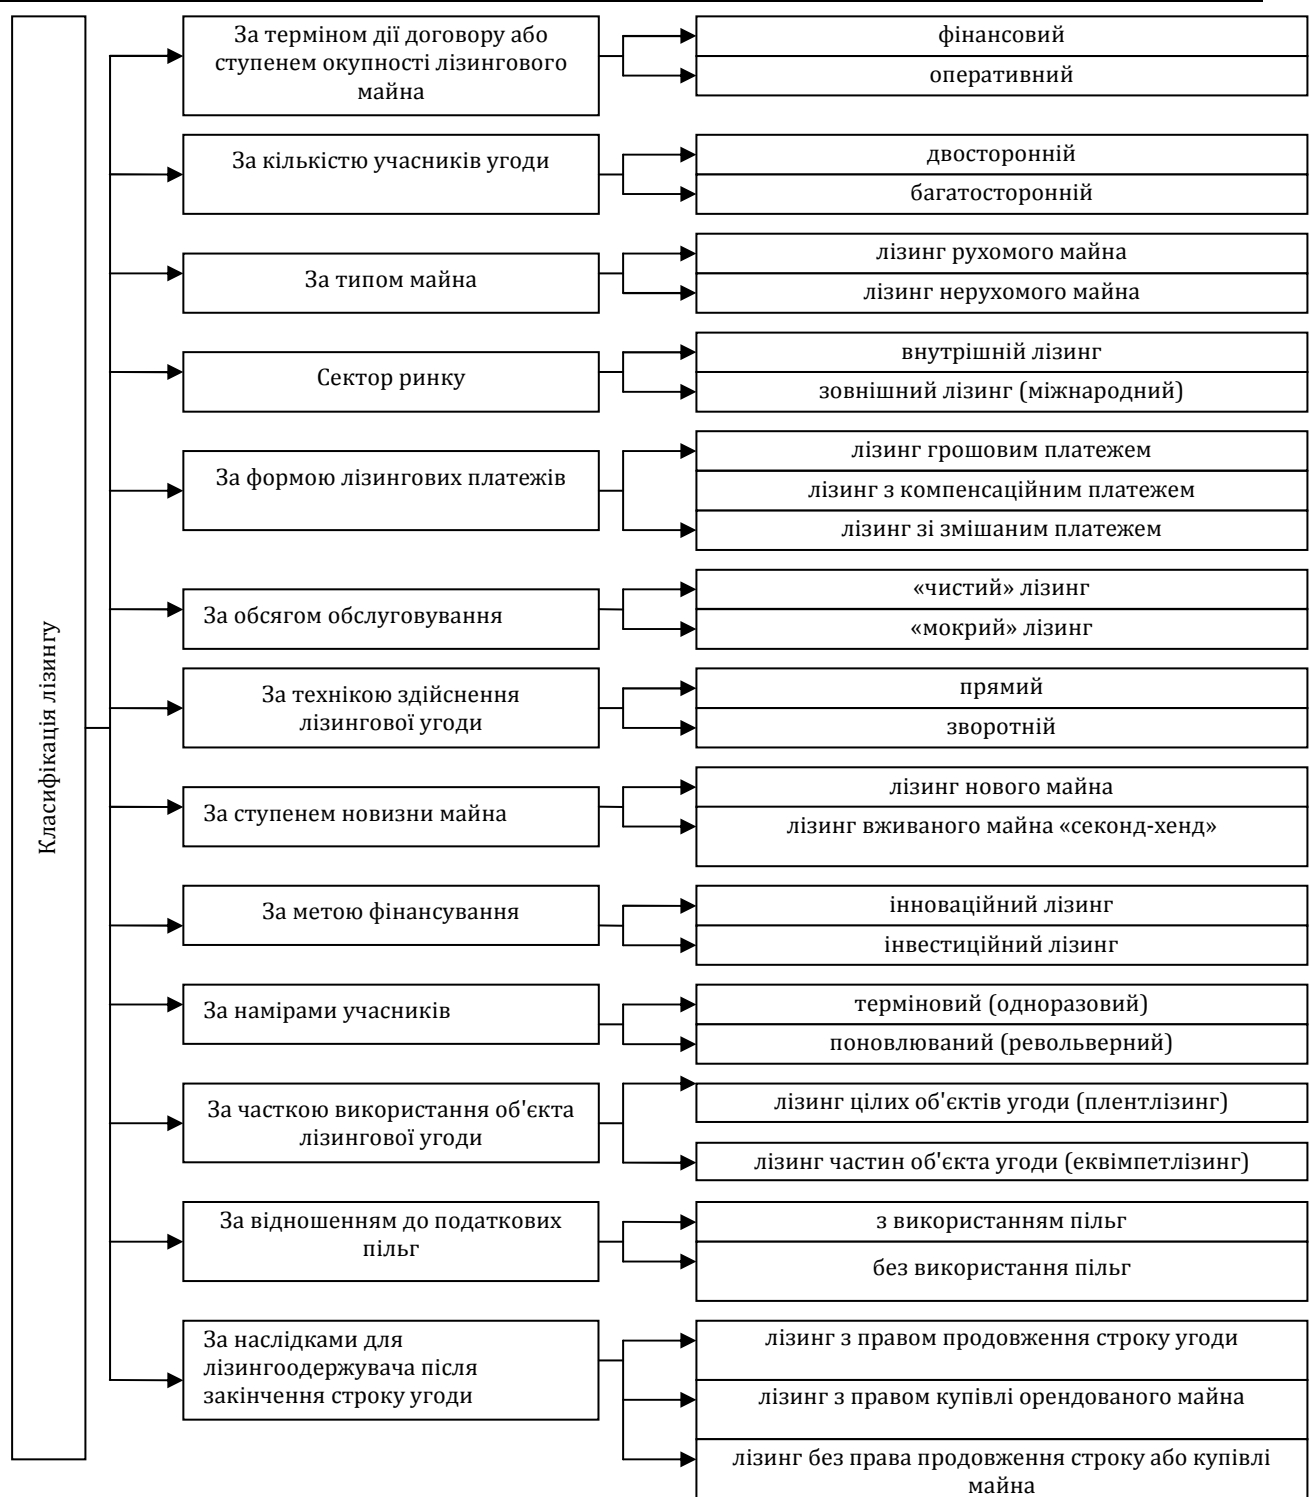 Класифікація лізингу
За терміном дії договору або
ступенем окупності лізингового
майна
фінансовий
оперативний
За кількістю учасників угоди
двосторонній
багатосторонній
За типом майна
лізинг рухомого майна
лізинг нерухомого майна
Сектор ринку
внутрішній лізинг
зовнішний лізинг (міжнародний)
За формою лізингових платежів
лізинг грошовим платежем
лізинг з компенсаційним платежем
лізинг зі змішаним платежем
За обсягом обслуговування
«чистий» лізинг
«мокрий» лізинг
За технікою здійснення
лізингової угоди
прямий
зворотній
За ступенем новизни майна
лізинг нового майна
лізинг вживаного майна «секонд-хенд»
За метою фінансування
інноваційний лізинг
інвестиційний лізинг
За намірами учасників
терміновий (одноразовий)
поновлюваний (револьверний)
За часткою використання об'єкта
лізингової угоди
лізинг цілих об'єктів угоди (плентлізинг)
лізинг частин об'єкта угоди (еквімпетлізинг)
За відношенням до податкових
пільг
з використанням пільг
без використання пільг
За наслідками для
лізингоодержувача після
закінчення строку угоди
лізинг з правом продовження строку угоди
лізинг з правом купівлі орендованого майна
лізинг без права продовження строку або купівлі
майна